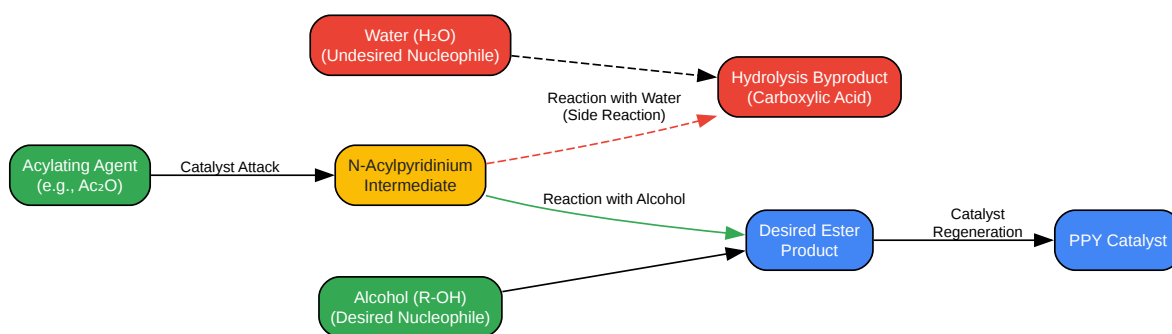 Water (H₂O)
(Undesired Nucleophile)
Hydrolysis Byproduct
(Carboxylic Acid)
Reaction with Water
(Side Reaction)
Acylating Agent
(e.g., Ac₂O)
Catalyst Attack
N-Acylpyridinium
Intermediate
Reaction with Alcohol
Desired Ester
Product
Catalyst
Regeneration
PPY Catalyst
Alcohol (R-OH)
(Desired Nucleophile)